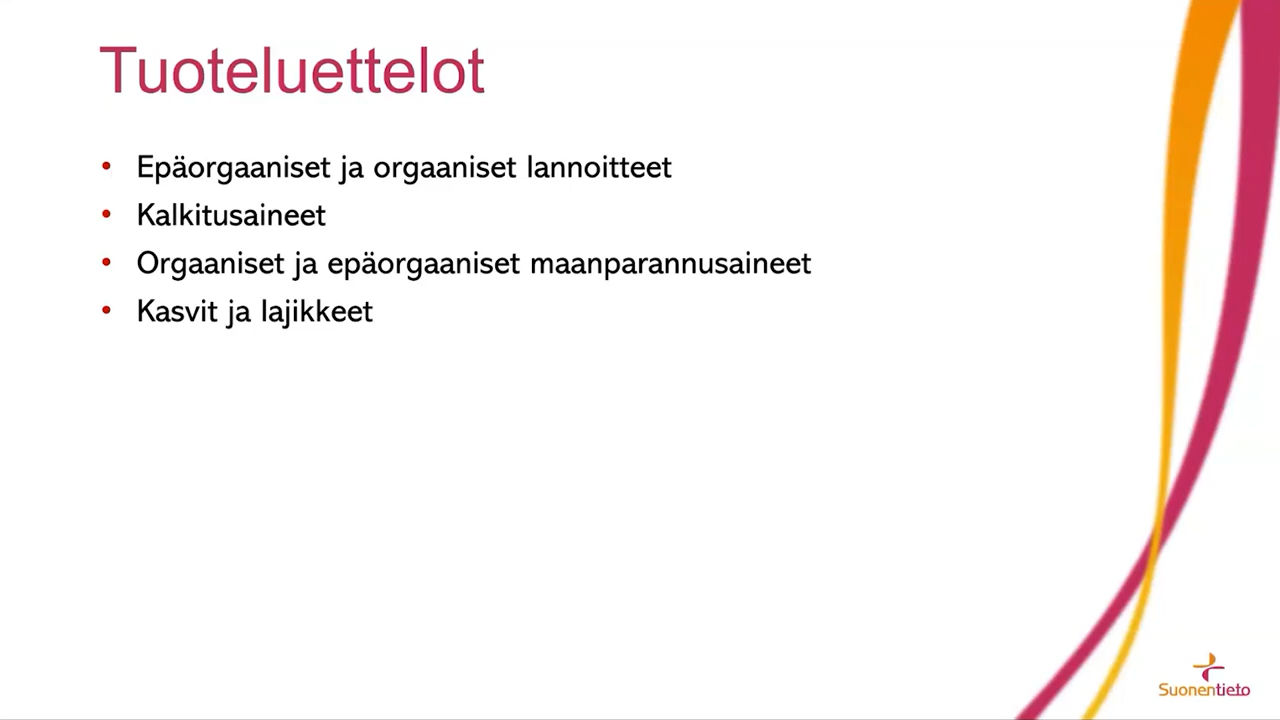 Tuoteluettelot
• Epäorgaaniset ja orgaaniset lannoitteet
• Kalkitusaineet
• Orgaaniset ja epäorgaaniset maanparannusaineet
• Kasvit ja lajikkeet
Suonentieto